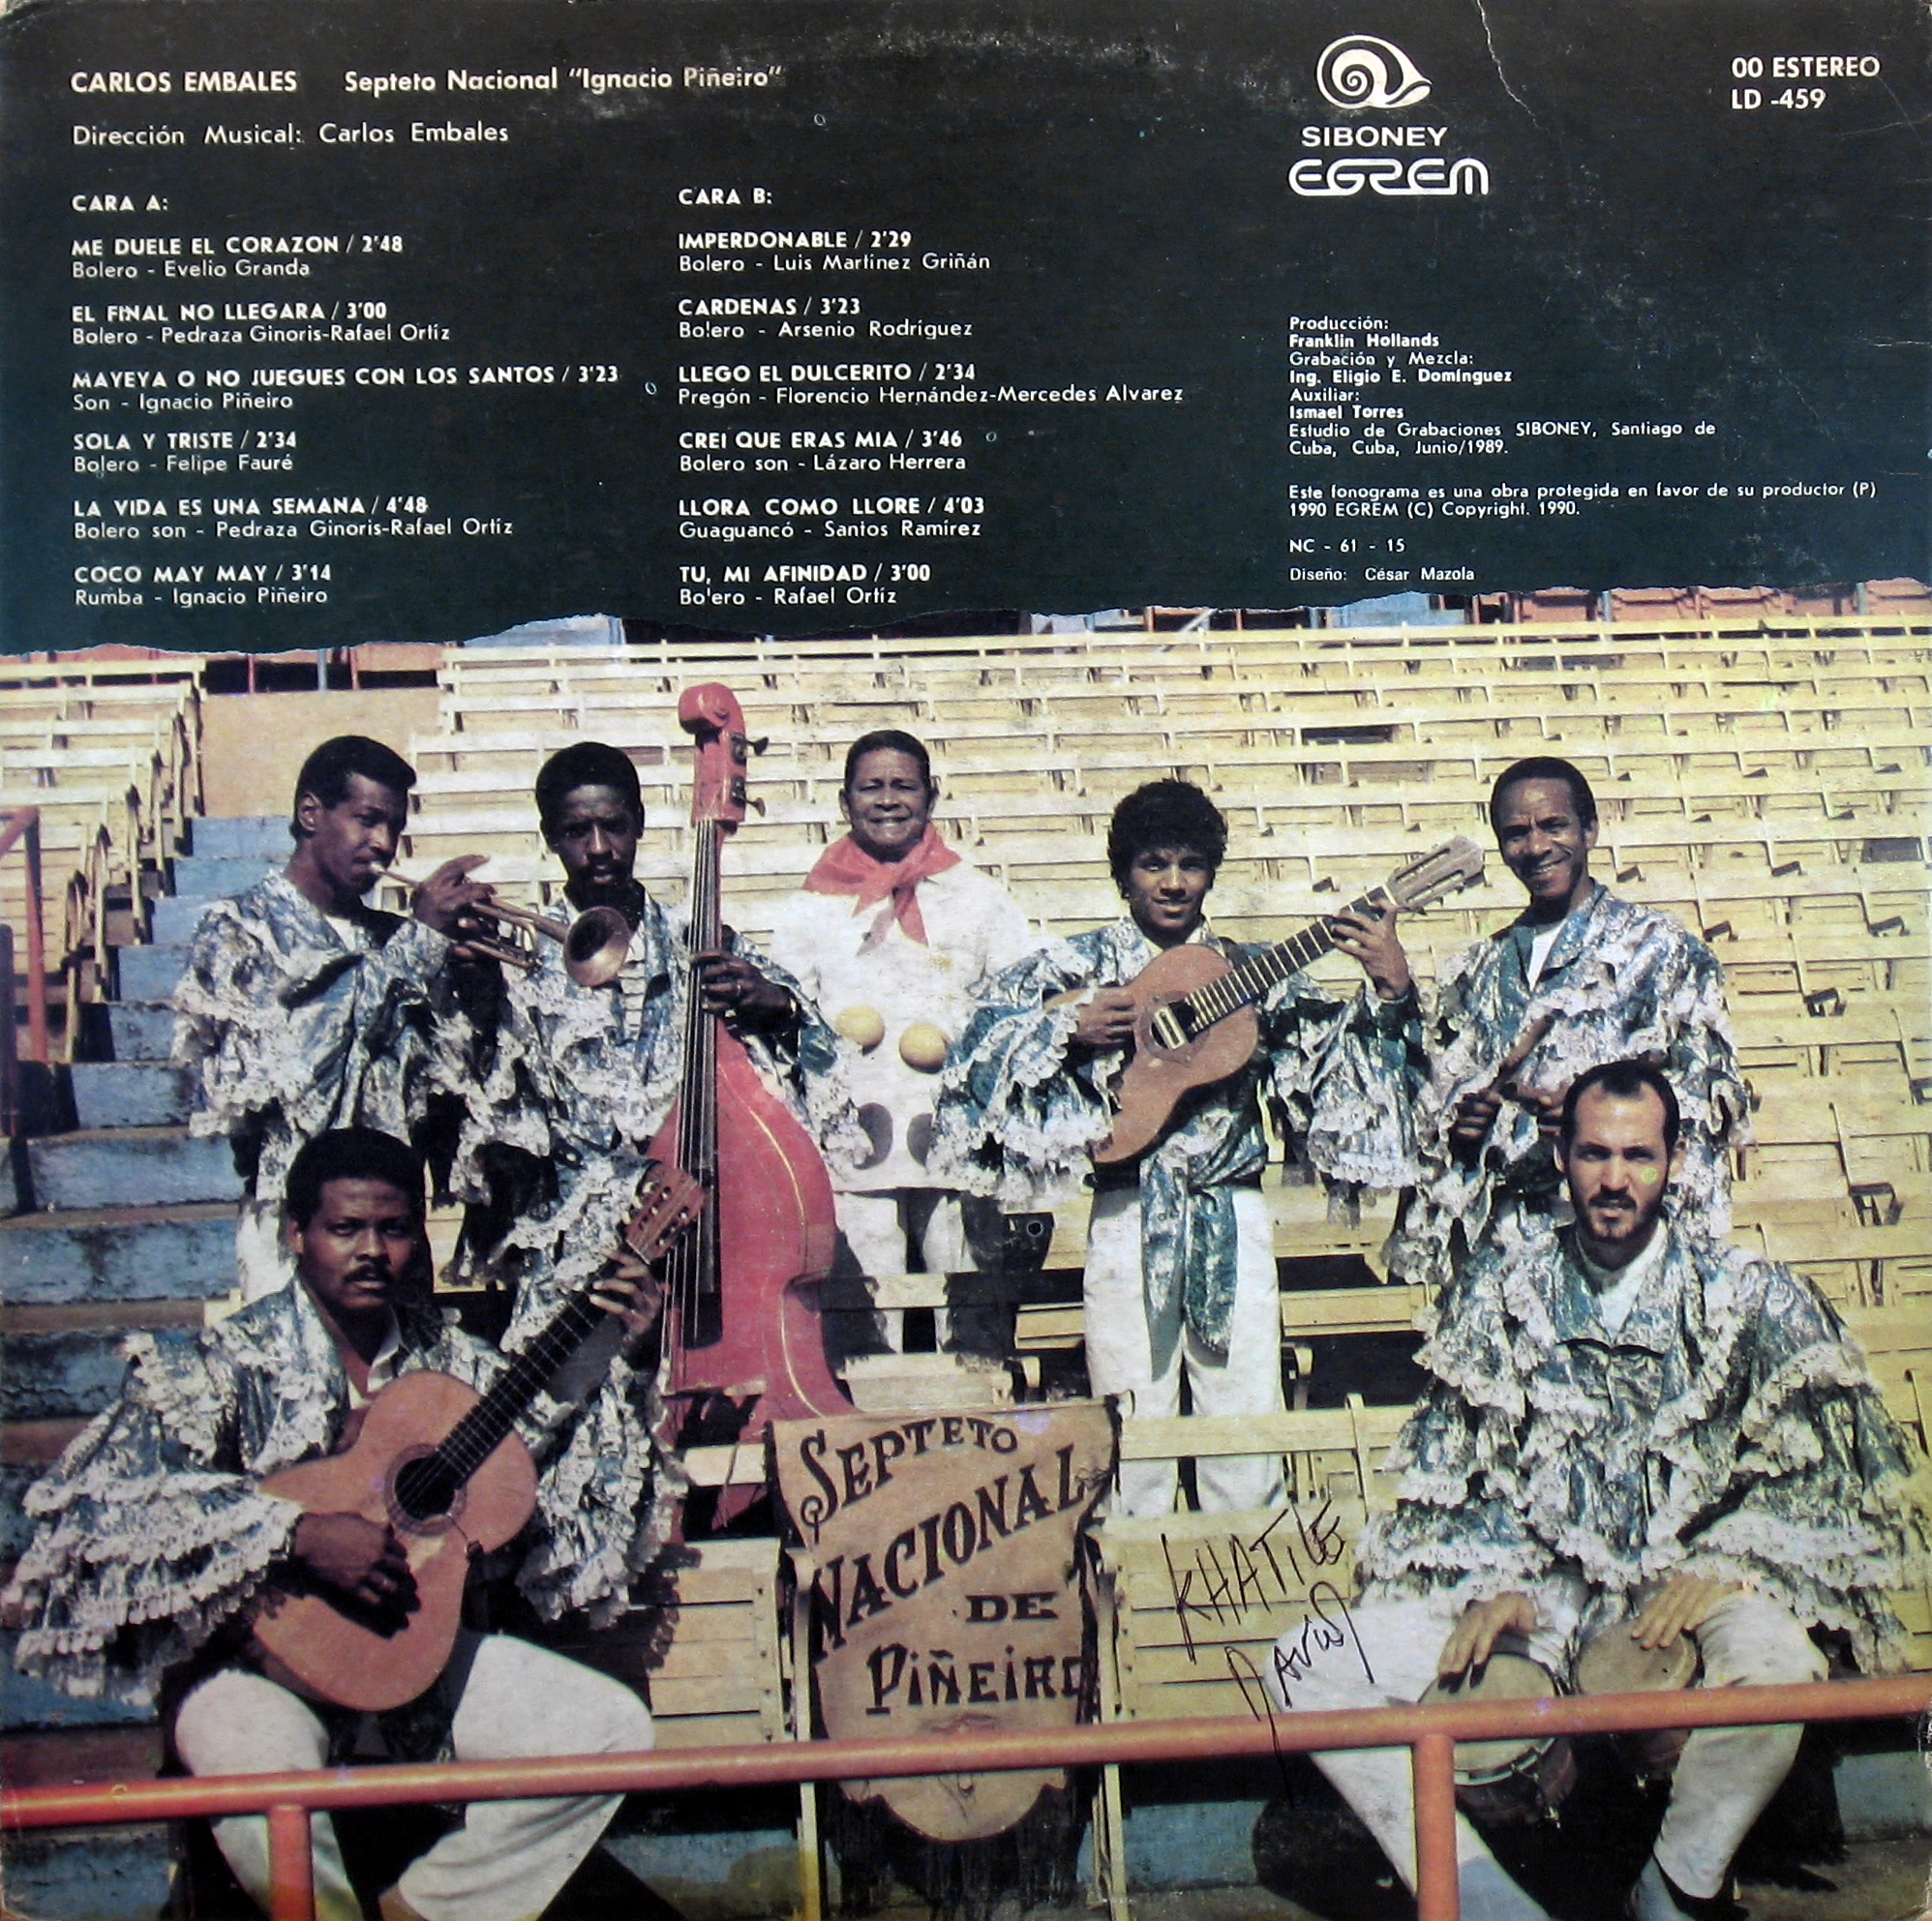 CARLOS EMBALES Septeto Nacional "Ignacio Piñeiro"
Dirección Musical: Carlos Embales
CARA A:
ME DUELE EL CORAZON / 2'48
Bolero - Evelio Granda
EL FINAL NO LLEGARA / 3'00
Bolero - Pedraza Ginoris-Rafael Ortíz
MAYEYA O NO JUEGUES CON LOS SANTOS / 3'23
Son - Ignacio Piñeiro
SOLA Y TRISTE / 2'34
Bolero - Felipe Fauré
LA VIDA ES UNA SEMANA / 4'48
Bolero son - Pedraza Ginoris-Rafael Ortíz
COCO MAY MAY / 3'14
Rumba - Ignacio Piñeiro
CARA B:
IMPERDONABLE / 2'29
Bolero - Luis Martínez Griñán
CARDENAS / 3'23
Bolero - Arsenio Rodríguez
LLEGO EL DULCERITO / 2'34
Pregón - Florencio Hernández-Mercedes Alvarez
CREI QUE ERAS MIA / 3'46
Bolero son - Lázaro Herrera
LLORA COMO LLORE / 4'03
Guaguancó - Santos Ramírez
TU, MI AFINIDAD / 3'00
Bolero - Rafael Ortíz
SIBONEY
EGREM
00 ESTEREO
LD -459
Producción:
Franklin Hollands
Grabación y Mezcla:
Ing. Eligio E. Domínguez
Auxiliar:
Ismael Torres
Estudio de Grabaciones SIBONEY, Santiago de
Cuba, Cuba, Junio/1989.
Este fonograma es una obra protegida en favor de su productor (P)
1990 EGREM (C) Copyright. 1990.
NC - 61 - 15
Diseño: César Mazola
SEPTETO
NACIONAL
DE
PIÑEIRO
KHATILE